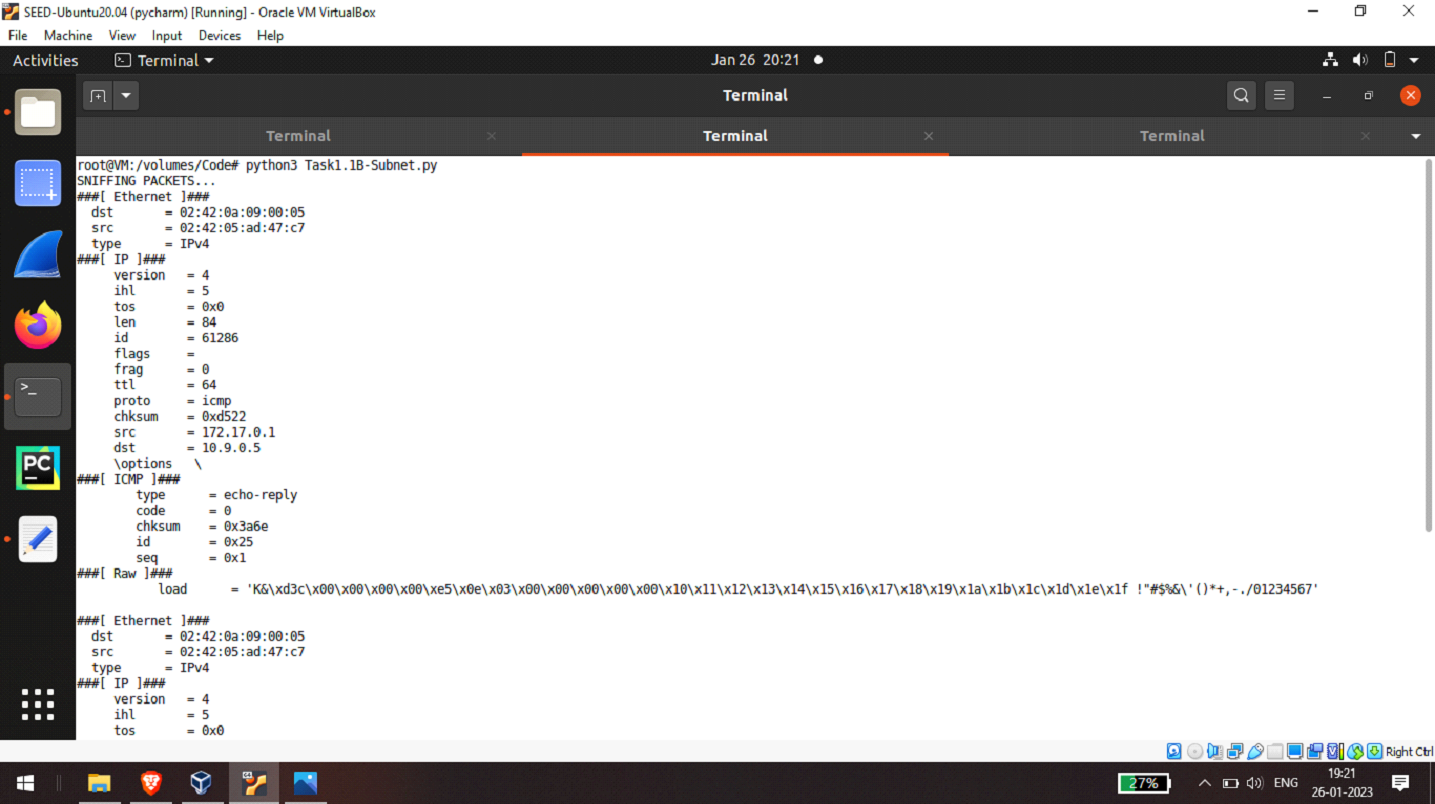 SEED-Ubuntu20.04 (pycharm) [Running] - Oracle VM VirtualBox
File Machine View Input Devices Help
Activities Terminal Jan 26 20:21
Terminal
Terminal Terminal Terminal
root@VM:/volumes/Code# python3 Task1.1B-Subnet.py
SNIFFING PACKETS...
###[ Ethernet ]###
dst = 02:42:0a:09:00:05
src = 02:42:05:ad:47:c7
type = IPv4
###[ IP ]###
version = 4
ihl = 5
tos = 0x0
len = 84
id = 61286
flags =
frag = 0
ttl = 64
proto = icmp
chksum = 0xd522
src = 172.17.0.1
dst = 10.9.0.5
\options \
###[ ICMP ]###
type = echo-reply
code = 0
chksum = 0x3a6e
id = 0x25
seq = 0x1
###[ Raw ]###
load = 'K&\xd3c\x00\x00\x00\x00\xe5\x0e\x03\x00\x00\x00\x00\x00\x10\x11\x12\x13\x14\x15\x16\x17\x18\x19\x1a\x1b\x1c\x1d\x1e\x1f !"#$%&\'()*+,-./01234567'
###[ Ethernet ]###
dst = 02:42:0a:09:00:05
src = 02:42:05:ad:47:c7
type = IPv4
###[ IP ]###
version = 4
ihl = 5
tos = 0x0
PC
Right Ctrl
64
27% ENG 19:21
26-01-2023